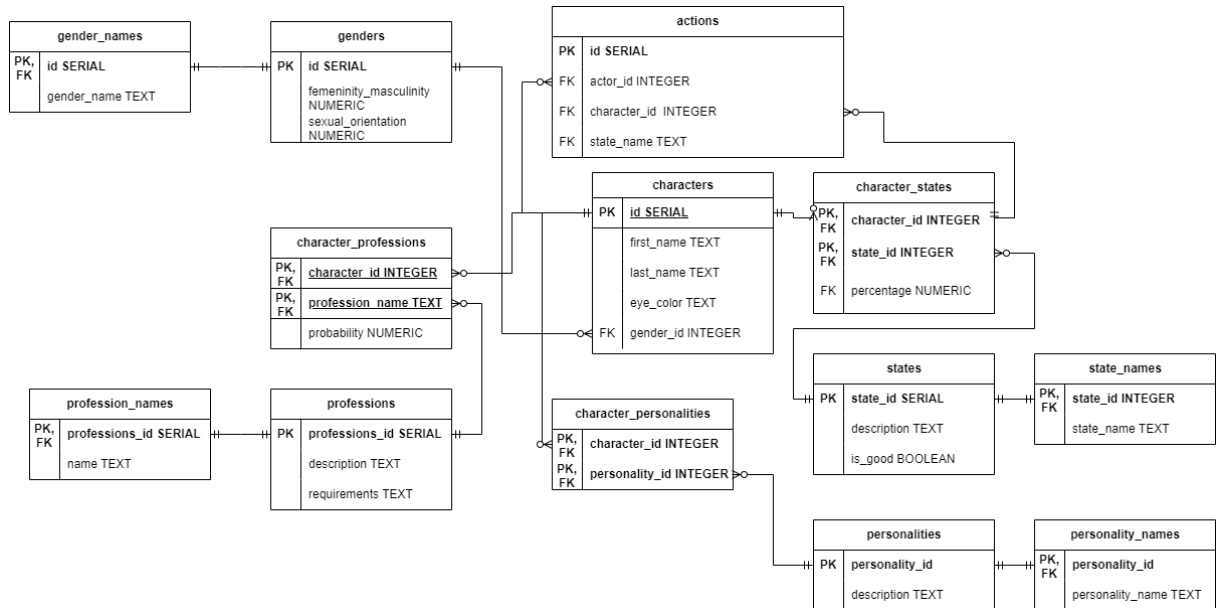 gender_names
PK, FK
id SERIAL
gender_name TEXT
genders
PK
id SERIAL
femeninity_masculinity
NUMERIC
sexual_orientation
NUMERIC
actions
PK
id SERIAL
FK
actor_id INTEGER
FK
character_id INTEGER
FK
state_name TEXT
characters
PK
id SERIAL
first_name TEXT
last_name TEXT
eye_color TEXT
FK
gender_id INTEGER
character_states
PK, FK
character_id INTEGER
PK, FK
state_id INTEGER
FK
percentage NUMERIC
character_professions
PK, FK
character_id INTEGER
PK, FK
profession_name TEXT
probability NUMERIC
profession_names
PK, FK
professions_id SERIAL
name TEXT
professions
PK
professions_id SERIAL
description TEXT
requirements TEXT
character_personalities
PK, FK
character_id INTEGER
PK, FK
personality_id INTEGER
states
PK
state_id SERIAL
description TEXT
is_good BOOLEAN
state_names
PK, FK
state_id INTEGER
state_name TEXT
personalities
PK
personality_id
description TEXT
personality_names
PK, FK
personality_id
personality_name TEXT